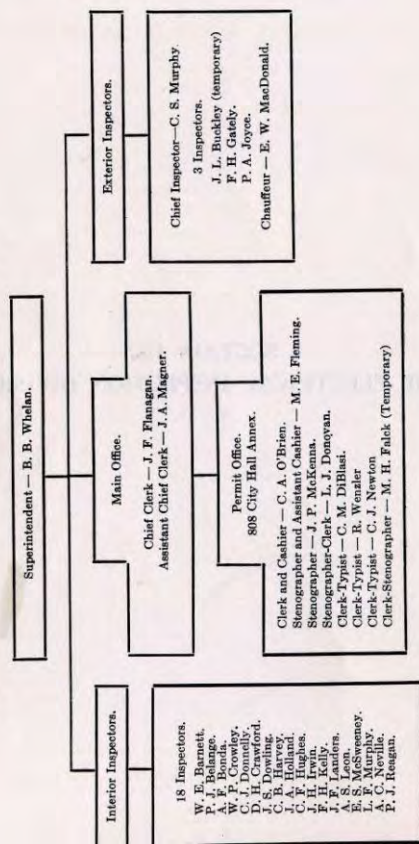 Superintendent — B. B. Whelan.
Interior Inspectors.
18 Inspectors.
W. E. Barnett.
P. J. Belange.
A. F. Bonda.
W. P. Crowley.
C. J. Donnelly.
D. H. Crawford.
J. S. Dowling.
C. B. Harvey.
J. A. Holland.
C. F. Hughes.
J. H. Irwin.
F. H. Kelly.
J. F. Landers.
A. S. Leon.
E. S. McSweeney.
L. F. Murphy.
A. C. Neville.
P. J. Reagan.
Main Office.
Chief Clerk — J. F. Flanagan.
Assistant Chief Clerk — J. A. Magner.
Permit Office.
808 City Hall Annex.
Clerk and Cashier — C. A. O'Brien.
Stenographer and Assistant Cashier — M. E. Fleming.
Stenographer — J. P. McKenna.
Stenographer-Clerk — L. J. Donovan.
Clerk-Typist — C. M. DiBlasi.
Clerk-Typist — R. Wenzler
Clerk-Typist — C. J. Newton
Clerk-Stenographer — M. H. Falck (Temporary)
Exterior Inspectors.
Chief Inspector—C. S. Murphy.
3 Inspectors.
J. L. Buckley (temporary)
F. H. Gately.
P. A. Joyce.
Chauffeur — E. W. MacDonald.